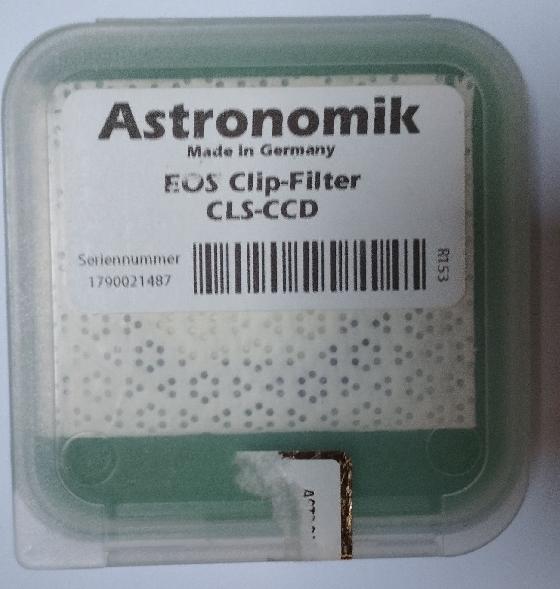 Astronomik
Made in Germany
EOS Clip-Filter
CLS-CCD
Seriennummer
1790021487
R153